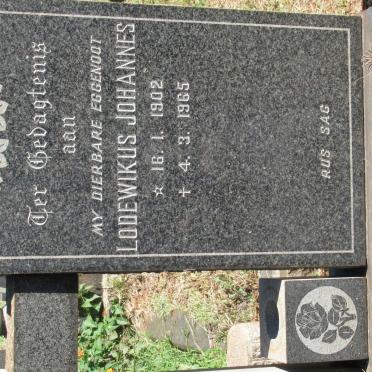 Ter Gedagtenis
aan
MY DIERBARE EGGENOOT
LODEWIKUS JOHANNES
☆ 16.1.1902
✝ 4.3.1965
RUS SAG